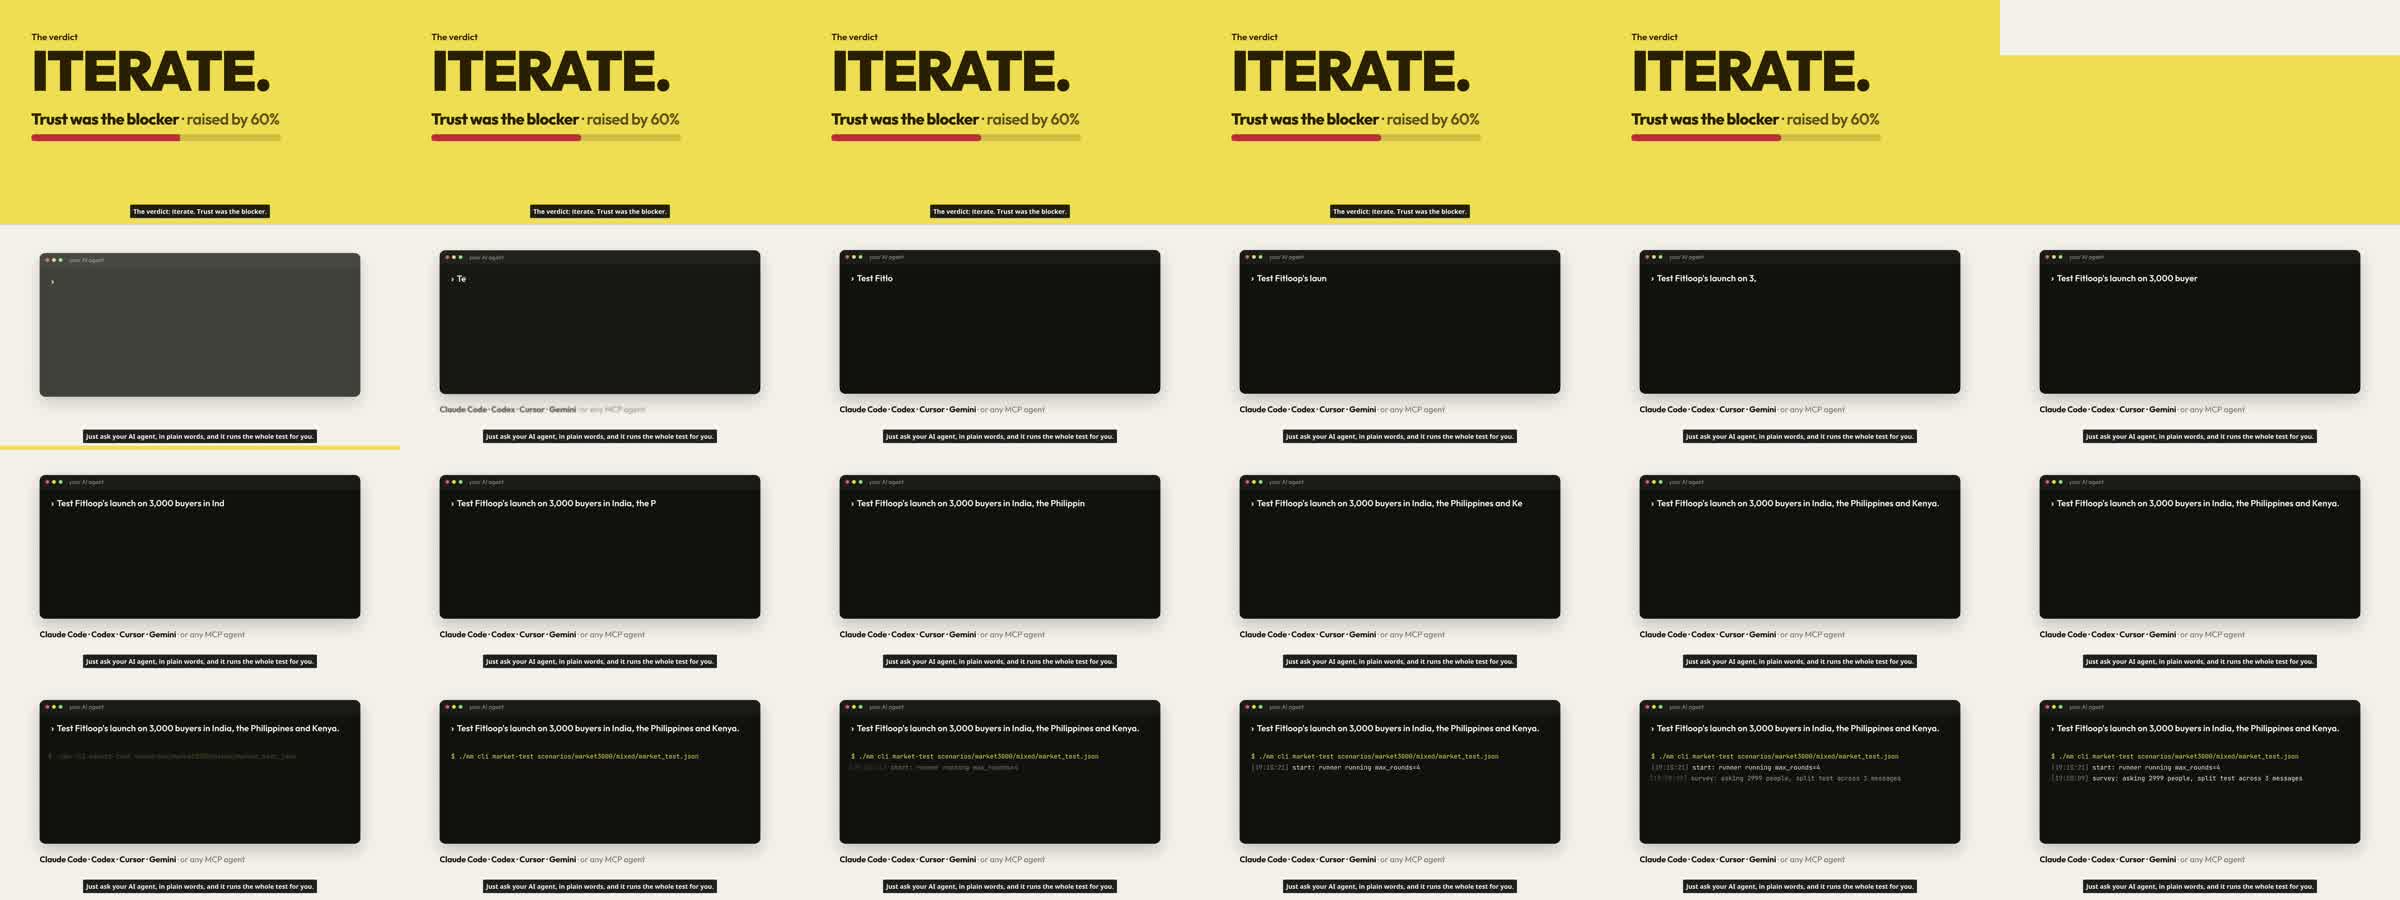 The verdict
ITERATE.
Trust was the blocker · raised by 60%
The verdict: iterate. Trust was the blocker.
The verdict
ITERATE.
Trust was the blocker · raised by 60%
The verdict: iterate. Trust was the blocker.
The verdict
ITERATE.
Trust was the blocker · raised by 60%
The verdict: iterate. Trust was the blocker.
The verdict
ITERATE.
Trust was the blocker · raised by 60%
The verdict: iterate. Trust was the blocker.
The verdict
ITERATE.
Trust was the blocker · raised by 60%
your AI agent
›
Just ask your AI agent, in plain words, and it runs the whole test for you.
your AI agent
› Te
Claude Code · Codex · Cursor · Gemini · or any MCP agent
Just ask your AI agent, in plain words, and it runs the whole test for you.
your AI agent
› Test Fitlo
Claude Code · Codex · Cursor · Gemini · or any MCP agent
Just ask your AI agent, in plain words, and it runs the whole test for you.
your AI agent
› Test Fitloop's laun
Claude Code · Codex · Cursor · Gemini · or any MCP agent
Just ask your AI agent, in plain words, and it runs the whole test for you.
your AI agent
› Test Fitloop's launch on 3,
Claude Code · Codex · Cursor · Gemini · or any MCP agent
Just ask your AI agent, in plain words, and it runs the whole test for you.
your AI agent
› Test Fitloop's launch on 3,000 buyer
Claude Code · Codex · Cursor · Gemini · or any MCP agent
Just ask your AI agent, in plain words, and it runs the whole test for you.
your AI agent
› Test Fitloop's launch on 3,000 buyers in Ind
Claude Code · Codex · Cursor · Gemini · or any MCP agent
Just ask your AI agent, in plain words, and it runs the whole test for you.
your AI agent
› Test Fitloop's launch on 3,000 buyers in India, the P
Claude Code · Codex · Cursor · Gemini · or any MCP agent
Just ask your AI agent, in plain words, and it runs the whole test for you.
your AI agent
› Test Fitloop's launch on 3,000 buyers in India, the Philippin
Claude Code · Codex · Cursor · Gemini · or any MCP agent
Just ask your AI agent, in plain words, and it runs the whole test for you.
your AI agent
› Test Fitloop's launch on 3,000 buyers in India, the Philippines and Ke
Claude Code · Codex · Cursor · Gemini · or any MCP agent
Just ask your AI agent, in plain words, and it runs the whole test for you.
your AI agent
› Test Fitloop's launch on 3,000 buyers in India, the Philippines and Kenya.
Claude Code · Codex · Cursor · Gemini · or any MCP agent
Just ask your AI agent, in plain words, and it runs the whole test for you.
your AI agent
› Test Fitloop's launch on 3,000 buyers in India, the Philippines and Kenya.
Claude Code · Codex · Cursor · Gemini · or any MCP agent
Just ask your AI agent, in plain words, and it runs the whole test for you.
your AI agent
› Test Fitloop's launch on 3,000 buyers in India, the Philippines and Kenya.
Claude Code · Codex · Cursor · Gemini · or any MCP agent
Just ask your AI agent, in plain words, and it runs the whole test for you.
your AI agent
› Test Fitloop's launch on 3,000 buyers in India, the Philippines and Kenya.
$ ./mm cli market-test scenarios/market3000/mixed/market_test.json
Claude Code · Codex · Cursor · Gemini · or any MCP agent
Just ask your AI agent, in plain words, and it runs the whole test for you.
your AI agent
› Test Fitloop's launch on 3,000 buyers in India, the Philippines and Kenya.
$ ./mm cli market-test scenarios/market3000/mixed/market_test.json
start: runner running max_rounds=4
Claude Code · Codex · Cursor · Gemini · or any MCP agent
Just ask your AI agent, in plain words, and it runs the whole test for you.
your AI agent
› Test Fitloop's launch on 3,000 buyers in India, the Philippines and Kenya.
$ ./mm cli market-test scenarios/market3000/mixed/market_test.json
[19:15:21] start: runner running max_rounds=4
Claude Code · Codex · Cursor · Gemini · or any MCP agent
Just ask your AI agent, in plain words, and it runs the whole test for you.
your AI agent
› Test Fitloop's launch on 3,000 buyers in India, the Philippines and Kenya.
$ ./mm cli market-test scenarios/market3000/mixed/market_test.json
[19:15:21] start: runner running max_rounds=4
survey: asking 2999 people, split test across 3 messages
Claude Code · Codex · Cursor · Gemini · or any MCP agent
Just ask your AI agent, in plain words, and it runs the whole test for you.
your AI agent
› Test Fitloop's launch on 3,000 buyers in India, the Philippines and Kenya.
$ ./mm cli market-test scenarios/market3000/mixed/market_test.json
[19:15:21] start: runner running max_rounds=4
survey: asking 2999 people, split test across 3 messages
Claude Code · Codex · Cursor · Gemini · or any MCP agent
Just ask your AI agent, in plain words, and it runs the whole test for you.